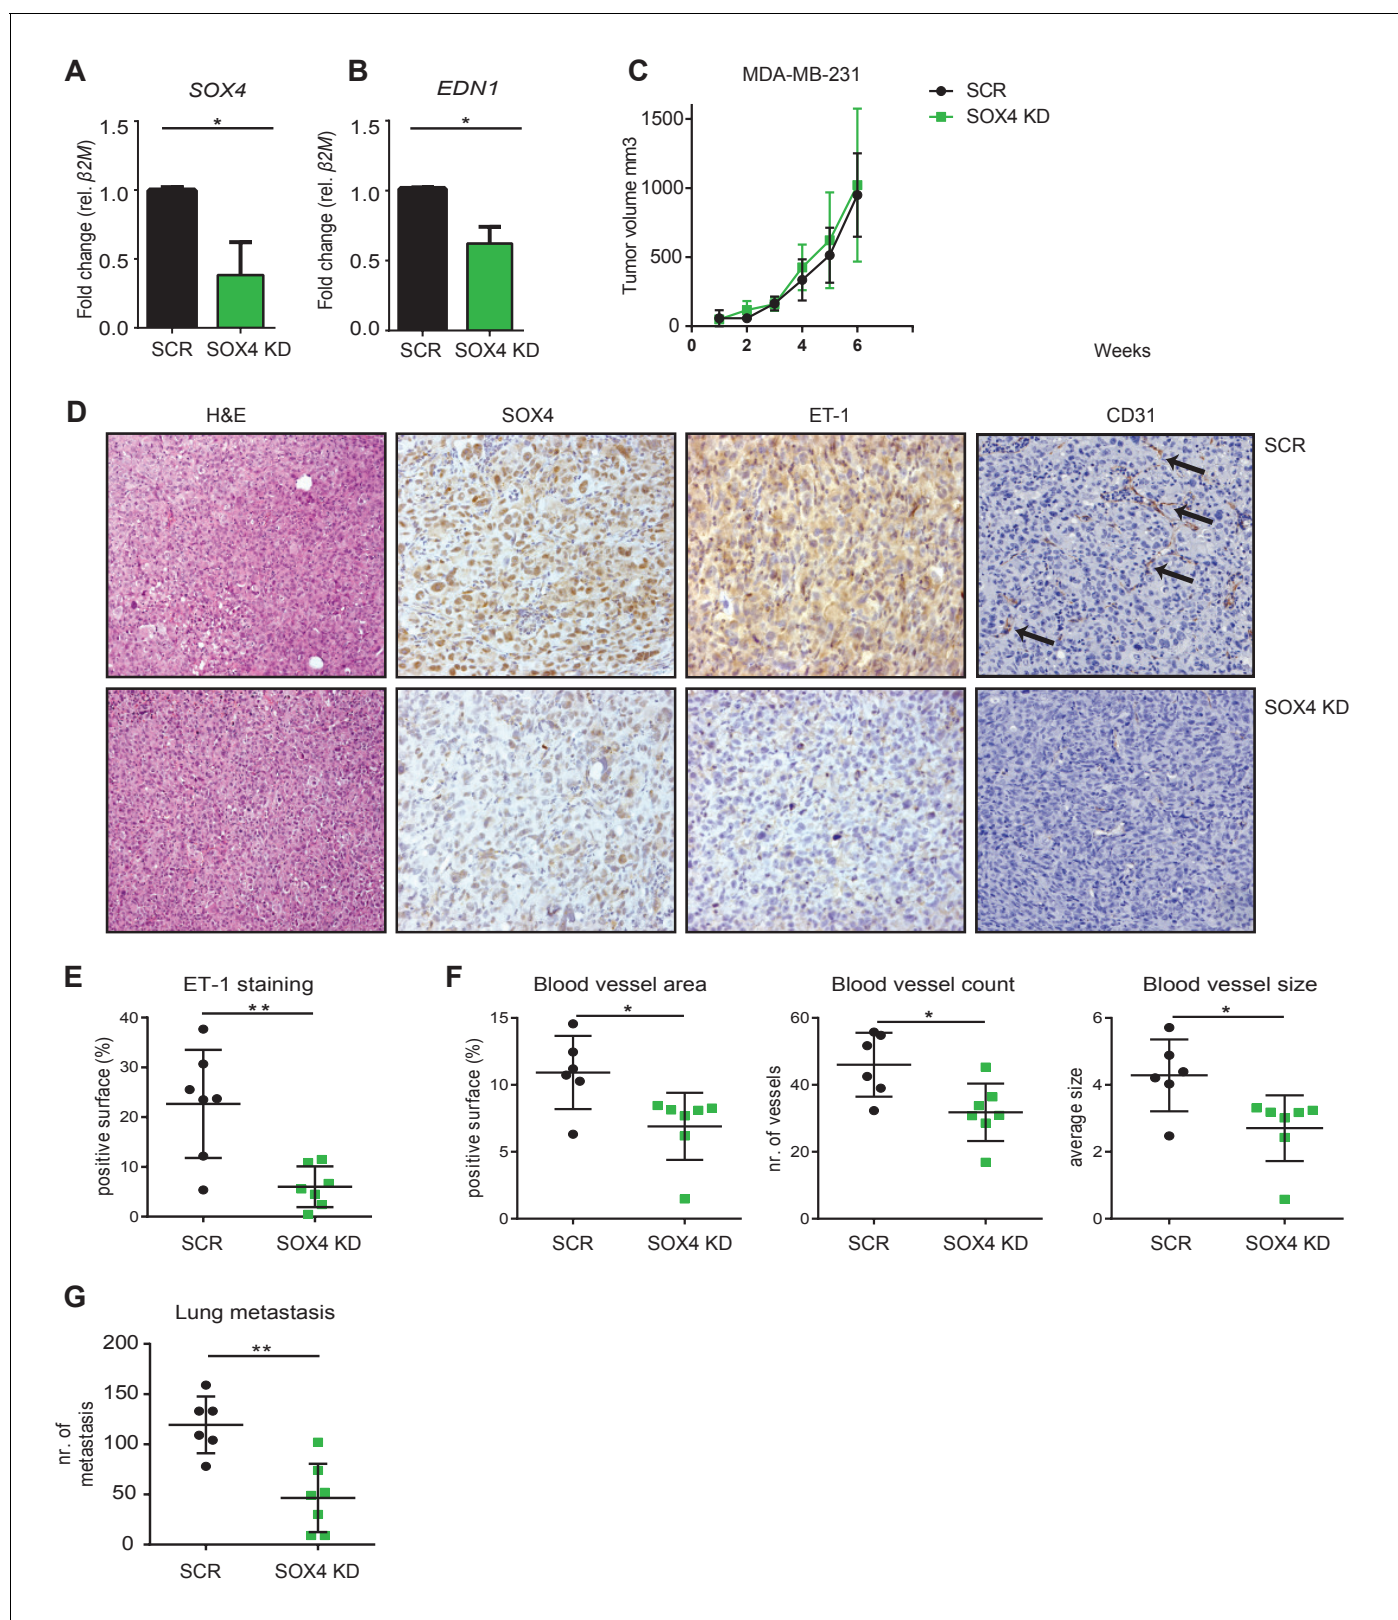 A
SOX4
Fold change (rel. β2M)
1.5
1.0
0.5
0.0
*
SCR
SOX4 KD
B
EDN1
Fold change (rel. β2M)
1.5
1.0
0.5
0.0
*
SCR
SOX4 KD
C
MDA-MB-231
Tumor volume mm3
1500
1000
500
0
0
2
4
6
Weeks
SCR
SOX4 KD
D
H&E
SOX4
ET-1
CD31
SCR
SOX4 KD
E
ET-1 staining
positive surface (%)
40
30
20
10
0
**
SCR
SOX4 KD
F
Blood vessel area
positive surface (%)
15
10
5
0
*
SCR
SOX4 KD
Blood vessel count
nr. of vessels
60
40
20
0
*
SCR
SOX4 KD
Blood vessel size
average size
6
4
2
0
*
SCR
SOX4 KD
G
Lung metastasis
nr. of
metastasis
200
150
100
50
0
**
SCR
SOX4 KD